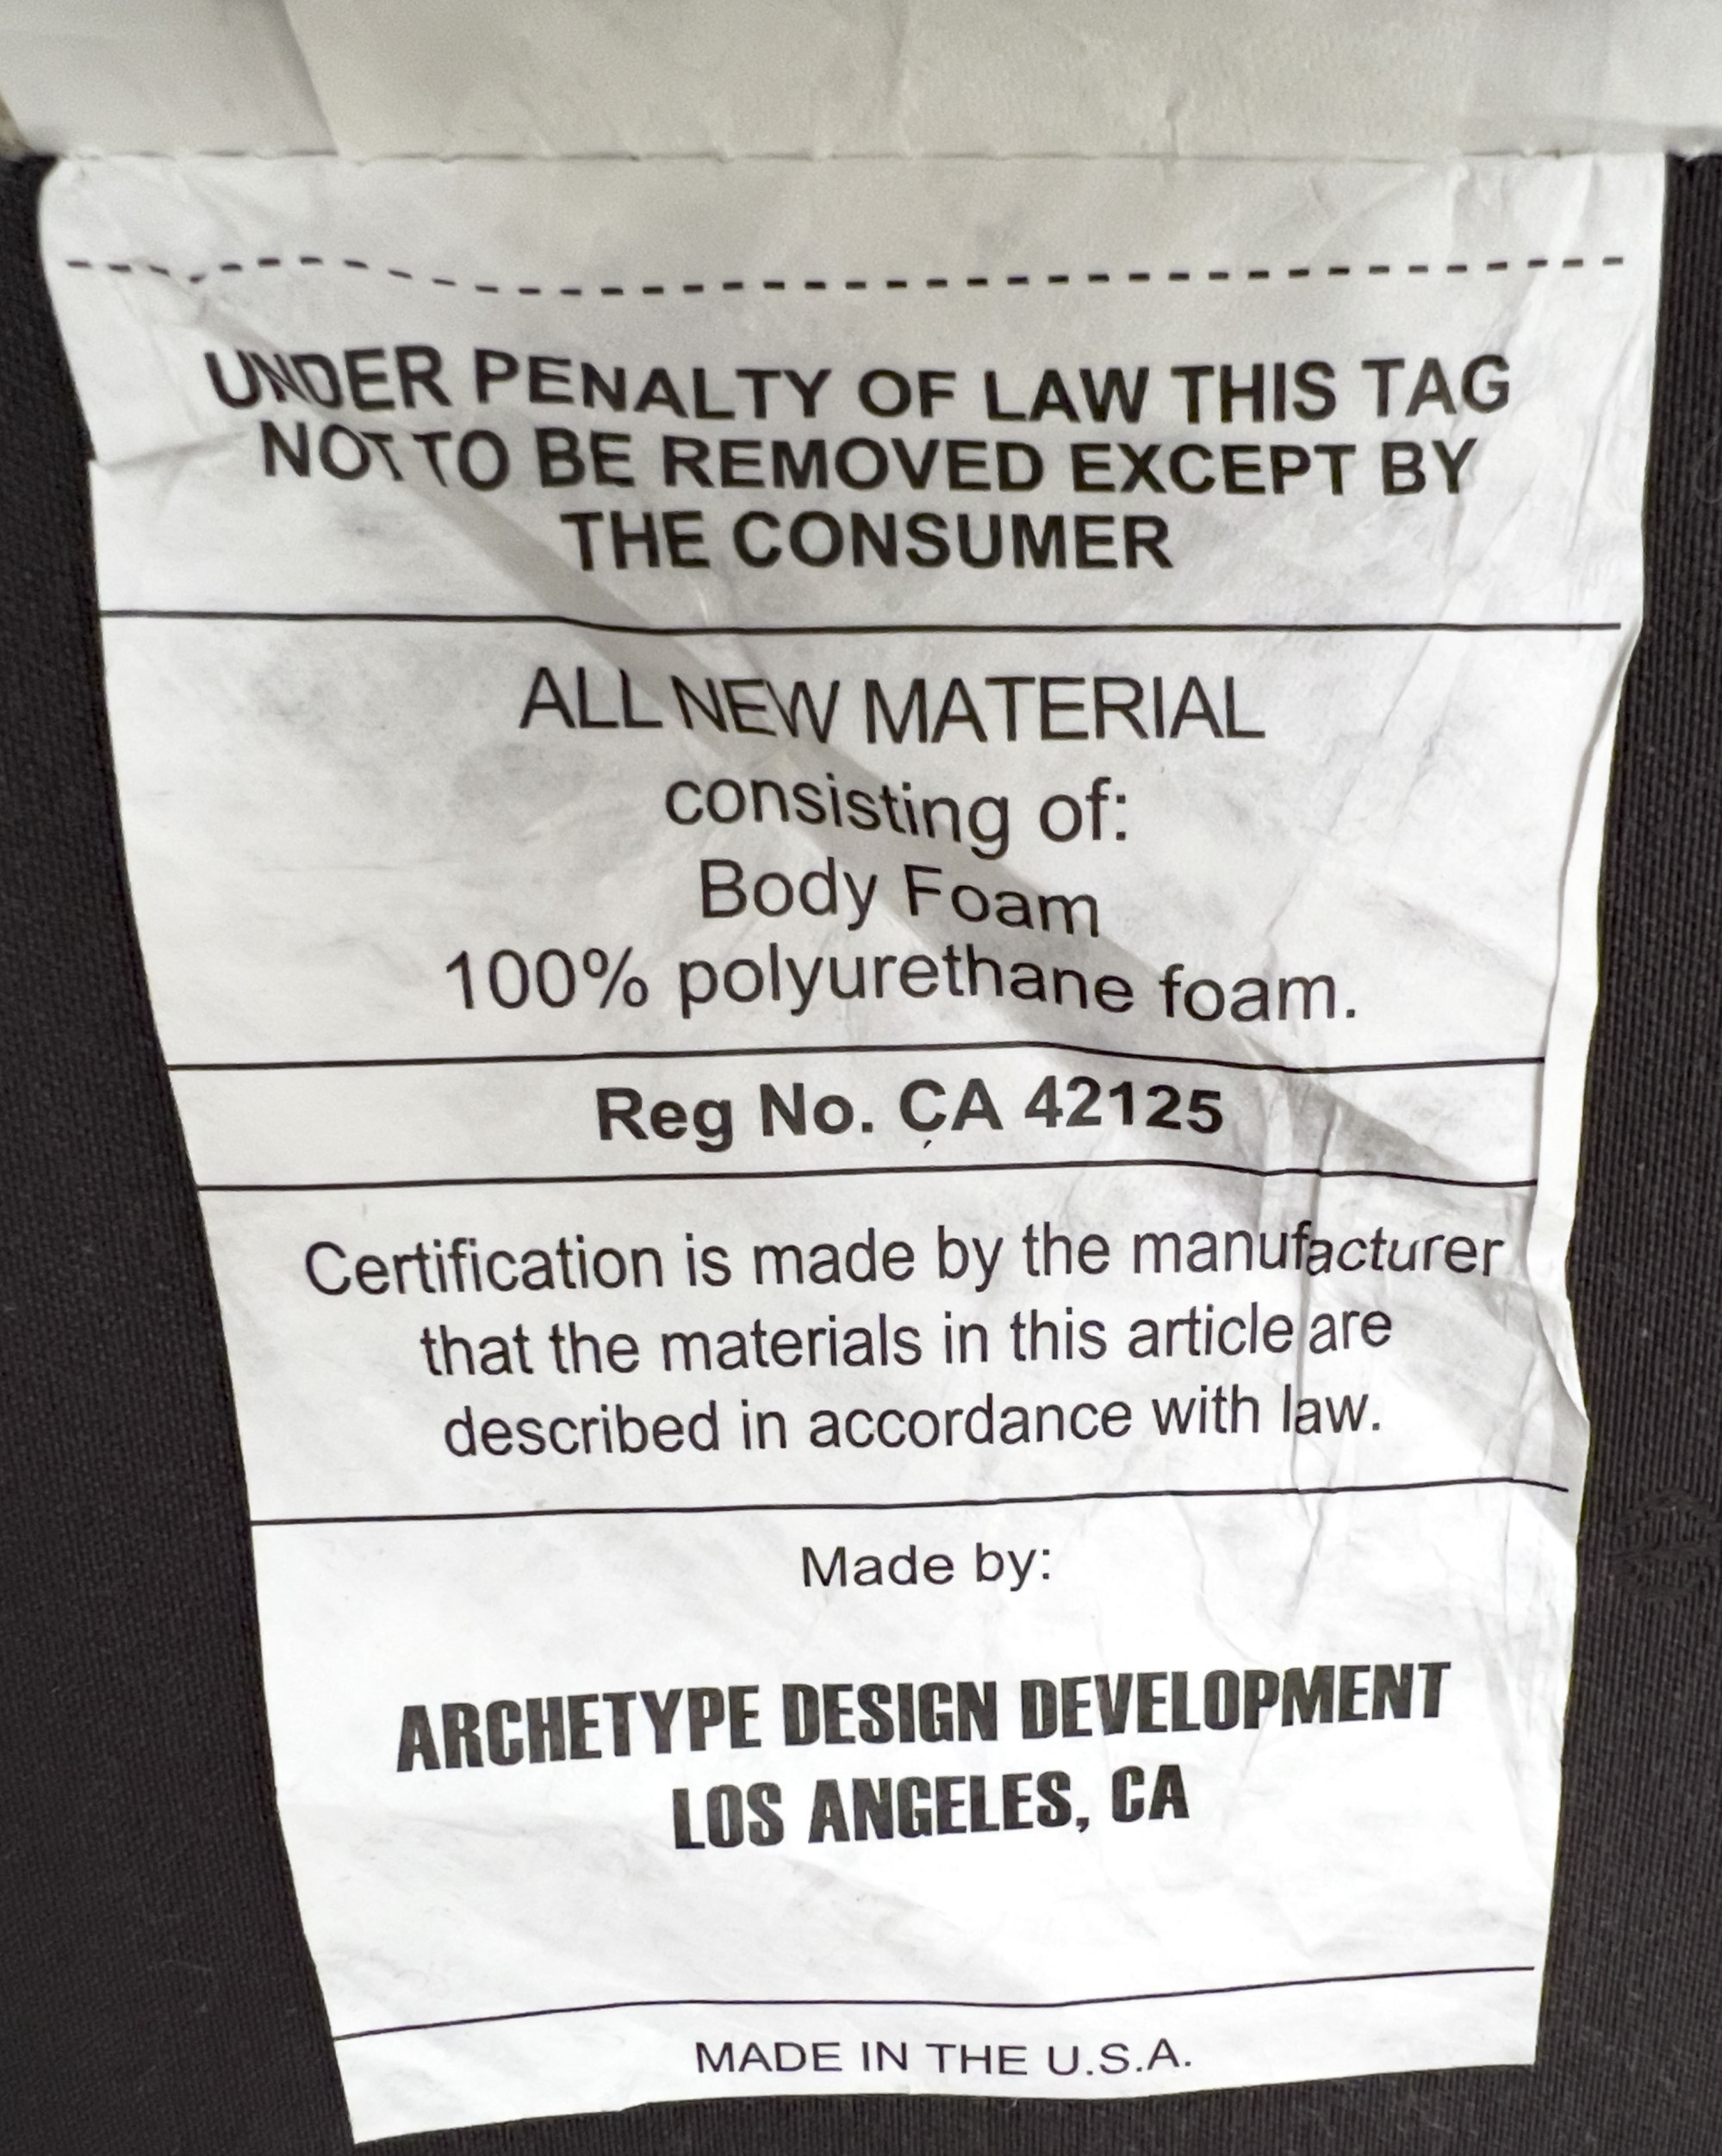 UNDER PENALTY OF LAW THIS TAG
NOT TO BE REMOVED EXCEPT BY
THE CONSUMER
ALL NEW MATERIAL
consisting of:
Body Foam
100% polyurethane foam.
Reg No. CA 42125
Certification is made by the manufacturer
that the materials in this article are
described in accordance with law.
Made by:
ARCHETYPE DESIGN DEVELOPMENT
LOS ANGELES, CA
MADE IN THE U.S.A.